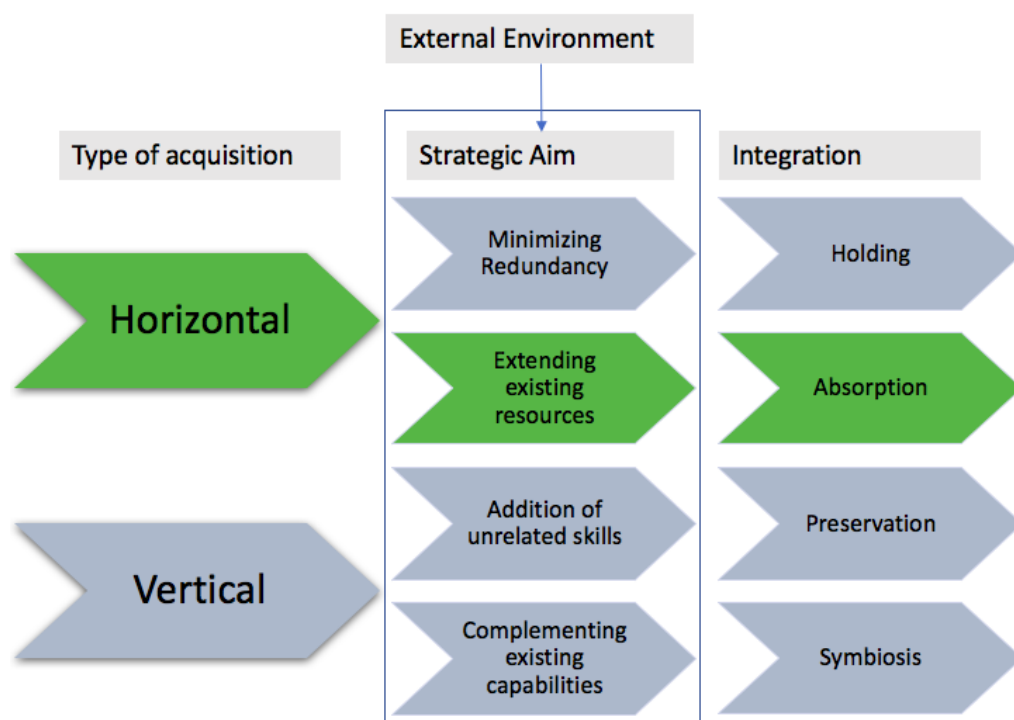 External Environment
Type of acquisition
Strategic Aim
Integration
Horizontal
Vertical
Minimizing
Redundancy
Extending
existing
resources
Addition of
unrelated skills
Complementing
existing
capabilities
Holding
Absorption
Preservation
Symbiosis